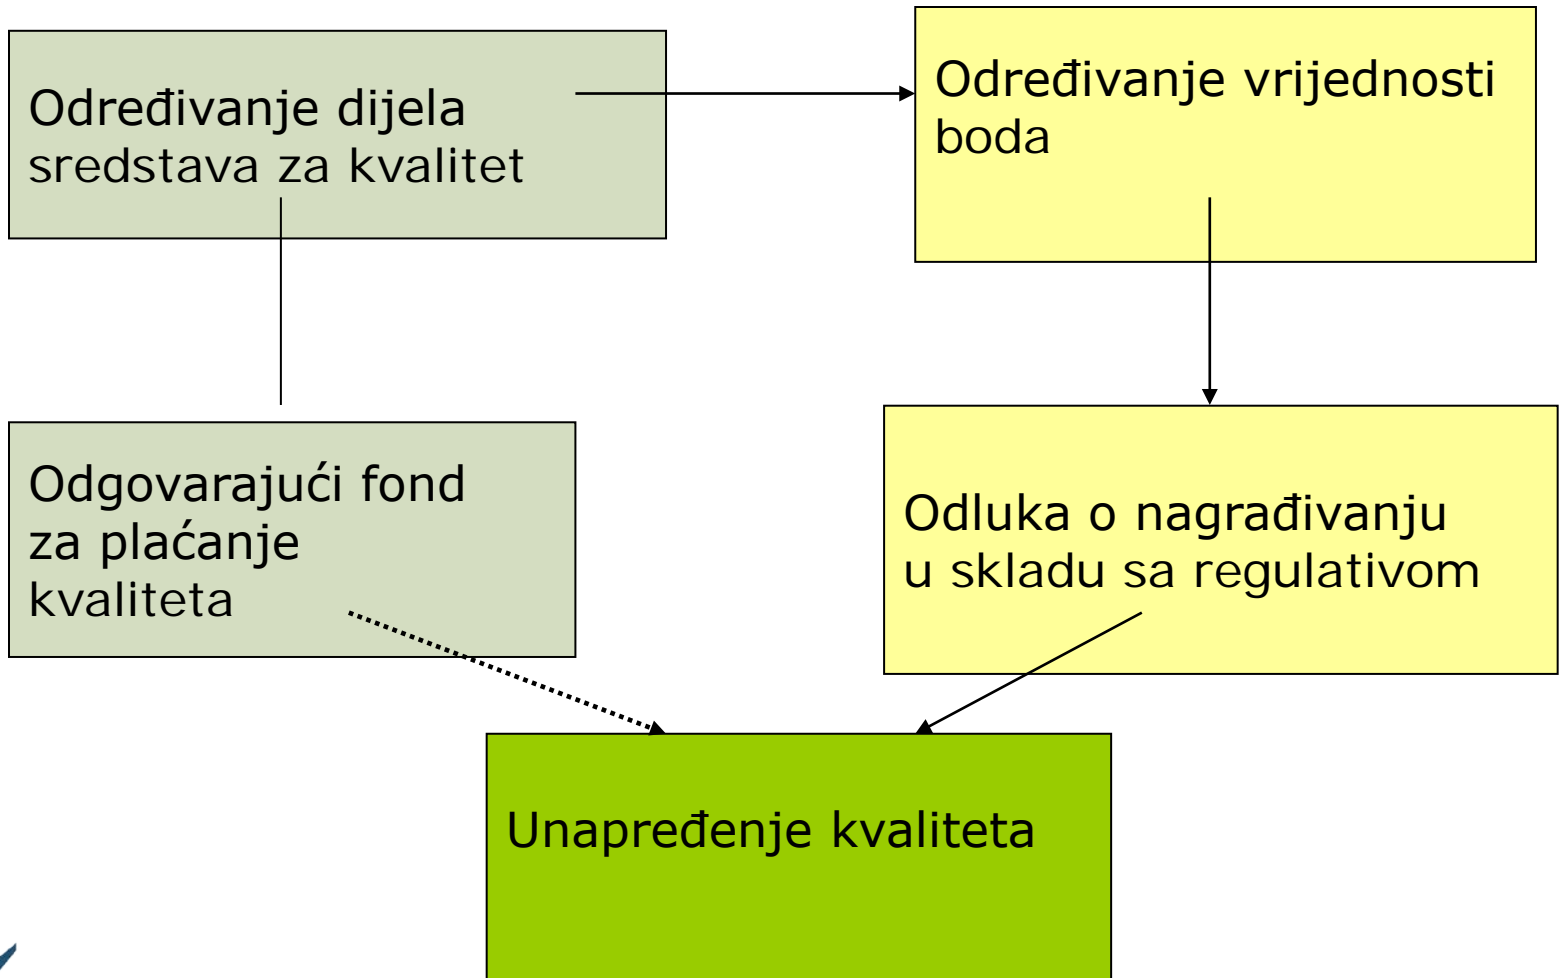 Određivanje dijela
sredstava za kvalitet
Određivanje vrijednosti
boda
Odgovarajući fond
za plaćanje
kvaliteta
Odluka o nagrađivanju
u skladu sa regulativom
Unapređenje kvaliteta